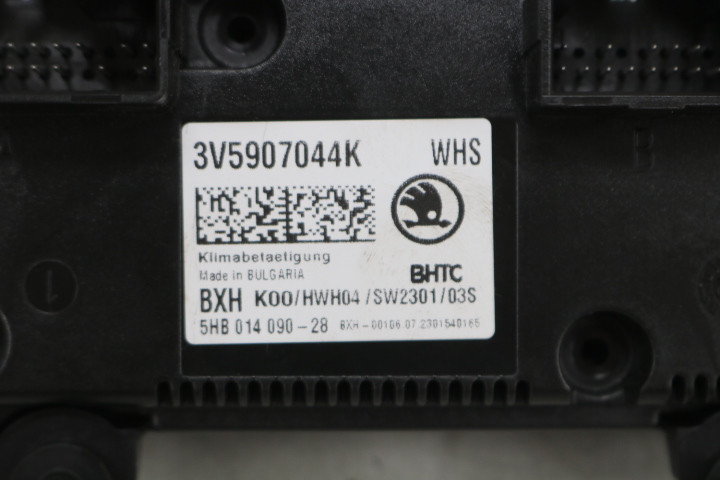 3V5907044K WHS
Klimabetaetigung
Made in BULGARIA
BHTC
BXH K00/HWH04/SW2301/03S
5HB 014 090-28 BXH-00106.07.2301540165
1
B